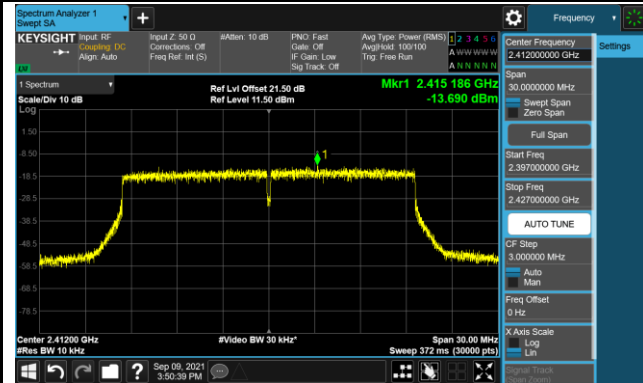 Spectrum Analyzer 1
Swept SA
Frequency
KEYSIGHT
Input: RF
Coupling: DC
Align: Auto
Input Z: 50 Ω
Corrections: Off
Freq Ref: Int (S)
#Atten: 10 dB
PNO: Fast
Gate: Off
IF Gain: Low
Sig Track: Off
Avg Type: Power (RMS)
Avg|Hold: 100/100
Trig: Free Run
1 2 3 4 5 6
A W W W W W
A N N N N N
1 Spectrum
Scale/Div 10 dB
Ref Lvl Offset 21.50 dB
Ref Level 11.50 dBm
Mkr1 2.415 186 GHz
-13.690 dBm
Log
1.50
-8.50
-18.5
-28.5
-38.5
-48.5
-58.5
-68.5
-78.5
1
Center 2.41200 GHz
#Res BW 10 kHz
#Video BW 30 kHz*
Span 30.00 MHz
Sweep 372 ms (30000 pts)
Center Frequency
2.412000000 GHz
Settings
Span
30.0000000 MHz
Swept Span
Zero Span
Full Span
Start Freq
2.397000000 GHz
Stop Freq
2.427000000 GHz
AUTO TUNE
CF Step
3.000000 MHz
Auto
Man
Freq Offset
0 Hz
X Axis Scale
Log
Lin
Signal Track
(Span Zoom)
Sep 09, 2021
3:50:39 PM